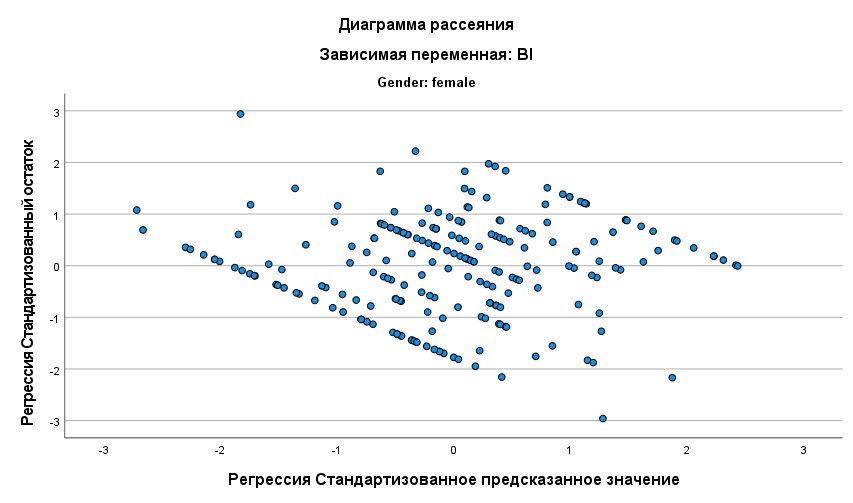 Диаграмма рассеяния
Зависимая переменная: BI
Gender: female
Регрессия Стандартизованный остаток
3
2
1
0
-1
-2
-3
-3
-2
-1
0
1
2
3
Регрессия Стандартизованное предсказанное значение